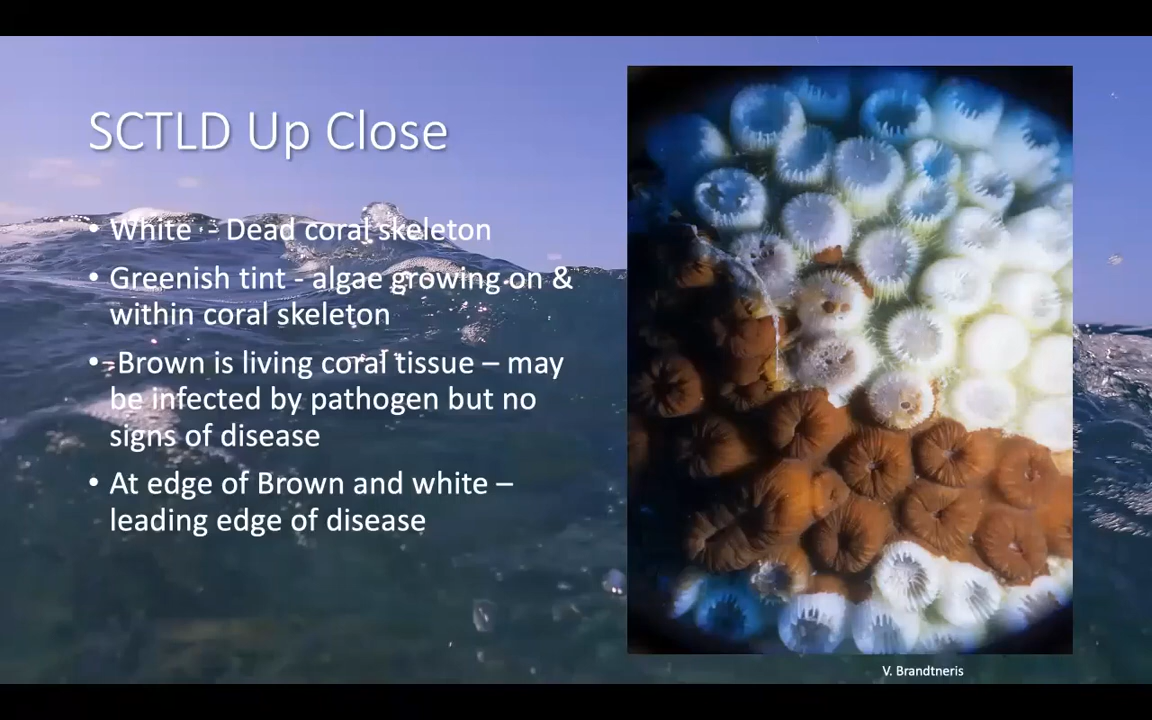 SCTLD Up Close
• White - Dead coral skeleton
• Greenish tint - algae growing on &
within coral skeleton
• -Brown is living coral tissue – may
be infected by pathogen but no
signs of disease
• At edge of Brown and white –
leading edge of disease
V. Brandtneris